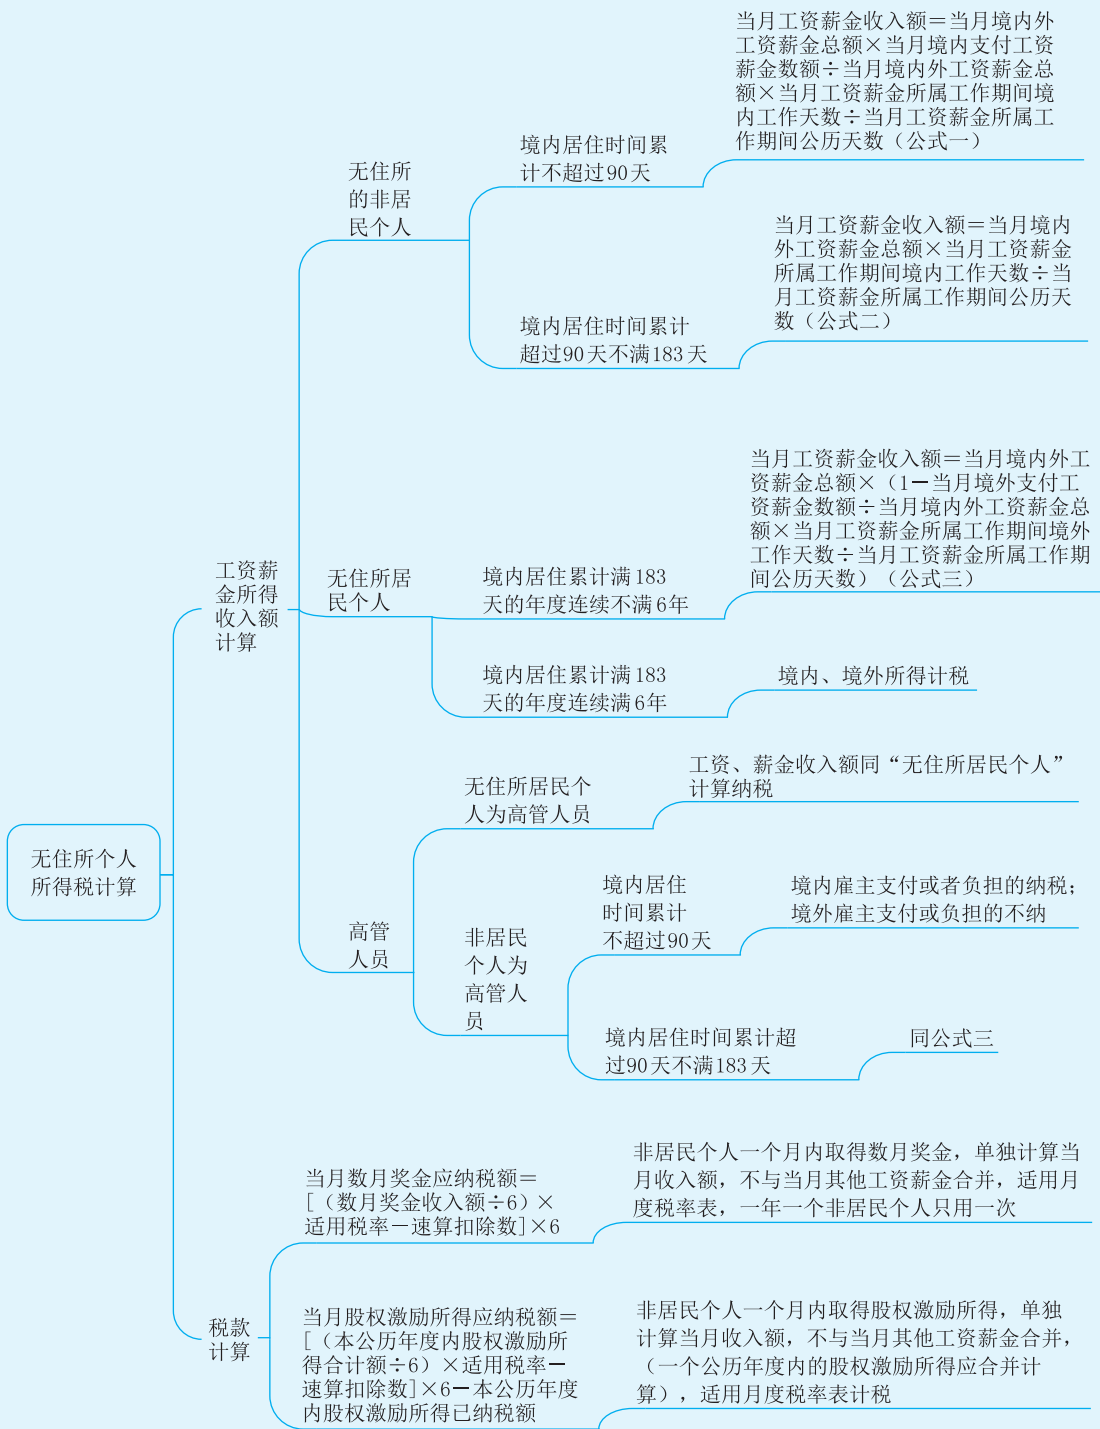 无住所个人
所得税计算
工资薪
金所得
收入额
计算
无住所
的非居
民个人
境内居住时间累
计不超过90天
当月工资薪金收入额＝当月境内外
工资薪金总额×当月境内支付工资
薪金数额÷当月境内外工资薪金总
额×当月工资薪金所属工作期间境
内工作天数÷当月工资薪金所属工
作期间公历天数（公式一）
境内居住时间累计
超过90天不满183天
当月工资薪金收入额＝当月境内
外工资薪金总额×当月工资薪金
所属工作期间境内工作天数÷当
月工资薪金所属工作期间公历天
数（公式二）
无住所居
民个人
境内居住累计满183
天的年度连续不满6年
当月工资薪金收入额＝当月境内外工
资薪金总额×（1－当月境外支付工
资薪金数额÷当月境内外工资薪金总
额×当月工资薪金所属工作期间境外
工作天数÷当月工资薪金所属工作期
间公历天数）（公式三）
境内居住累计满183
天的年度连续满6年
境内、境外所得计税
高管
人员
无住所居民个
人为高管人员
工资、薪金收入额同“无住所居民个人”
计算纳税
非居民
个人为
高管人
员
境内居住
时间累计
不超过90天
境内雇主支付或者负担的纳税；
境外雇主支付或负担的不纳
境内居住时间累计超
过90天不满183天
同公式三
税款
计算
当月数月奖金应纳税额＝
[（数月奖金收入额÷6）×
适用税率－速算扣除数]×6
非居民个人一个月内取得数月奖金，单独计算当
月收入额，不与当月其他工资薪金合并，适用月
度税率表，一年一个非居民个人只用一次
当月股权激励所得应纳税额＝
[（本公历年度内股权激励所
得合计额÷6）×适用税率－
速算扣除数]×6－本公历年度
内股权激励所得已纳税额
非居民个人一个月内取得股权激励所得，单独
计算当月收入额，不与当月其他工资薪金合并，
（一个公历年度内的股权激励所得应合并计
算），适用月度税率表计税